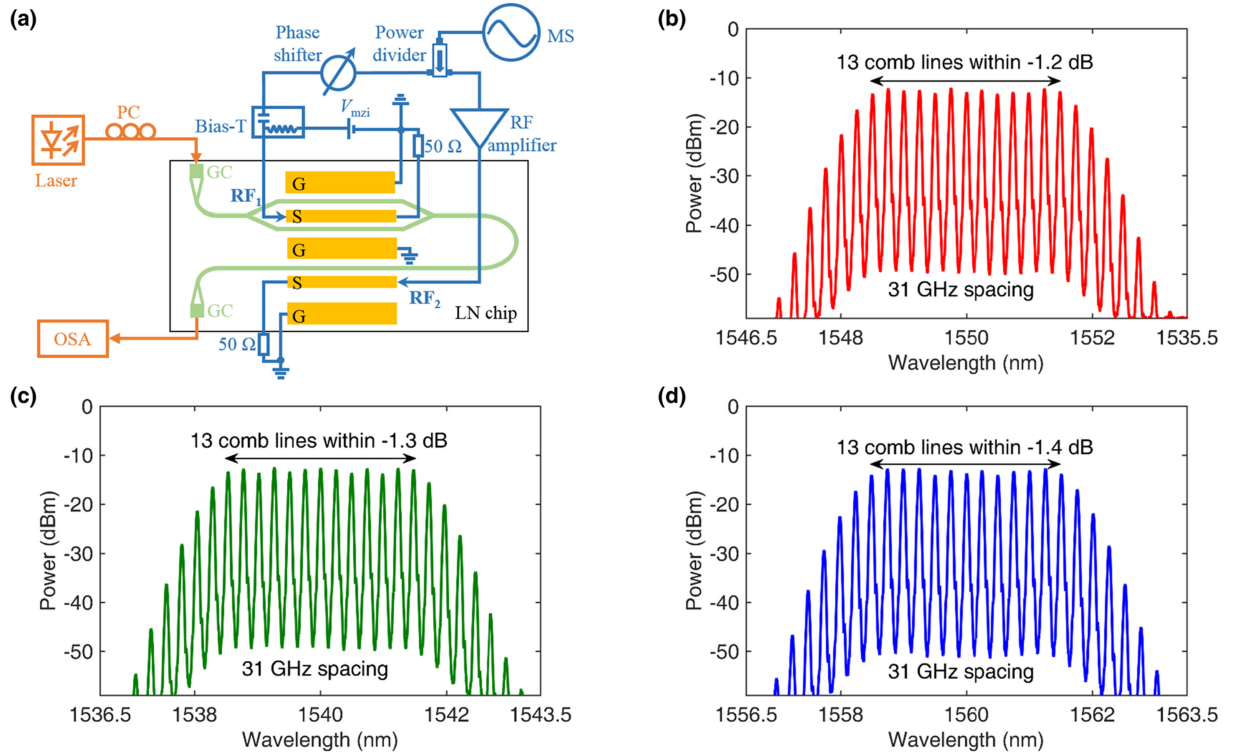 (a)
Phase
shifter
Power
divider
MS
PC
Bias-T
Vmzi
RF
amplifier
50 Ω
Laser
GC
RF1
G
S
G
S
RF2
G
GC
LN chip
OSA
50 Ω
(b)
0
-10
-20
-30
-40
-50
Power (dBm)
13 comb lines within -1.2 dB
31 GHz spacing
1546.5
1548
1550
1552
1535.5
Wavelength (nm)
(c)
0
-10
-20
-30
-40
-50
Power (dBm)
13 comb lines within -1.3 dB
31 GHz spacing
1536.5
1538
1540
1542
1543.5
Wavelength (nm)
(d)
0
-10
-20
-30
-40
-50
Power (dBm)
13 comb lines within -1.4 dB
31 GHz spacing
1556.5
1558
1560
1562
1563.5
Wavelength (nm)